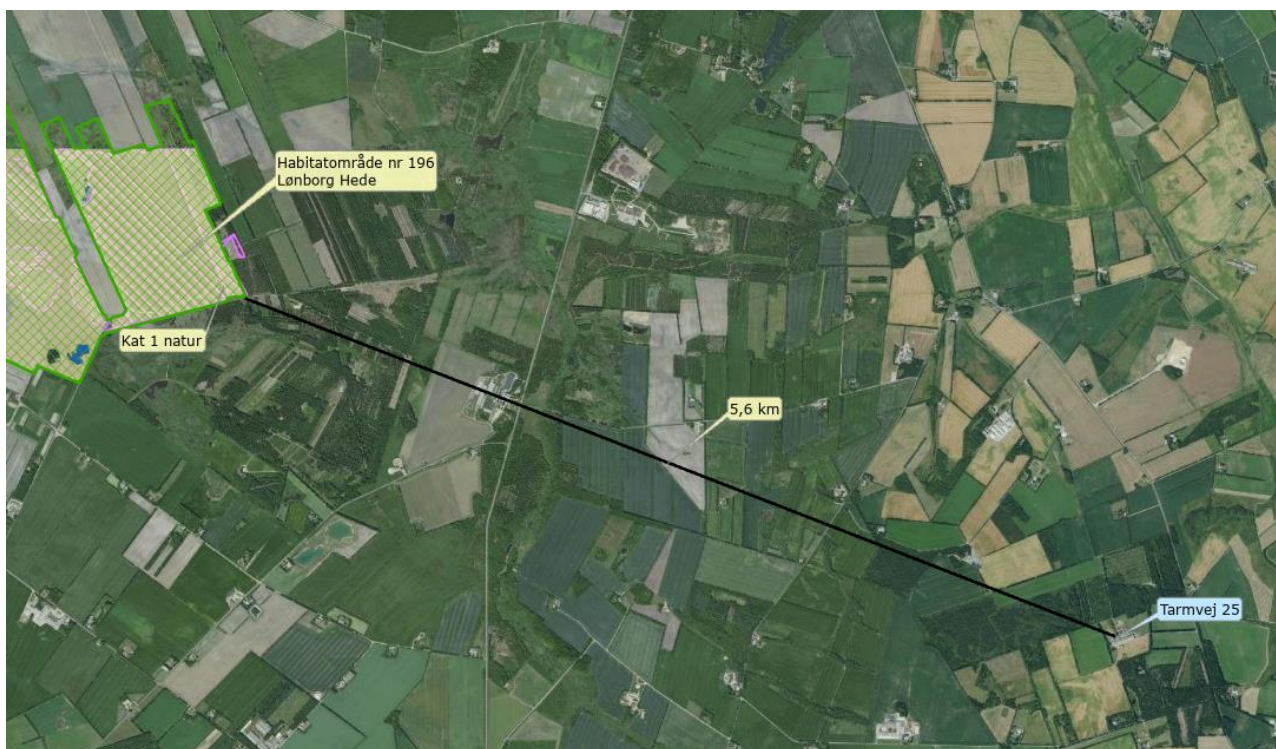 Habitatområde nr 196
Lønborg Hede
Kat 1 natur
5,6 km
Tarmvej 25